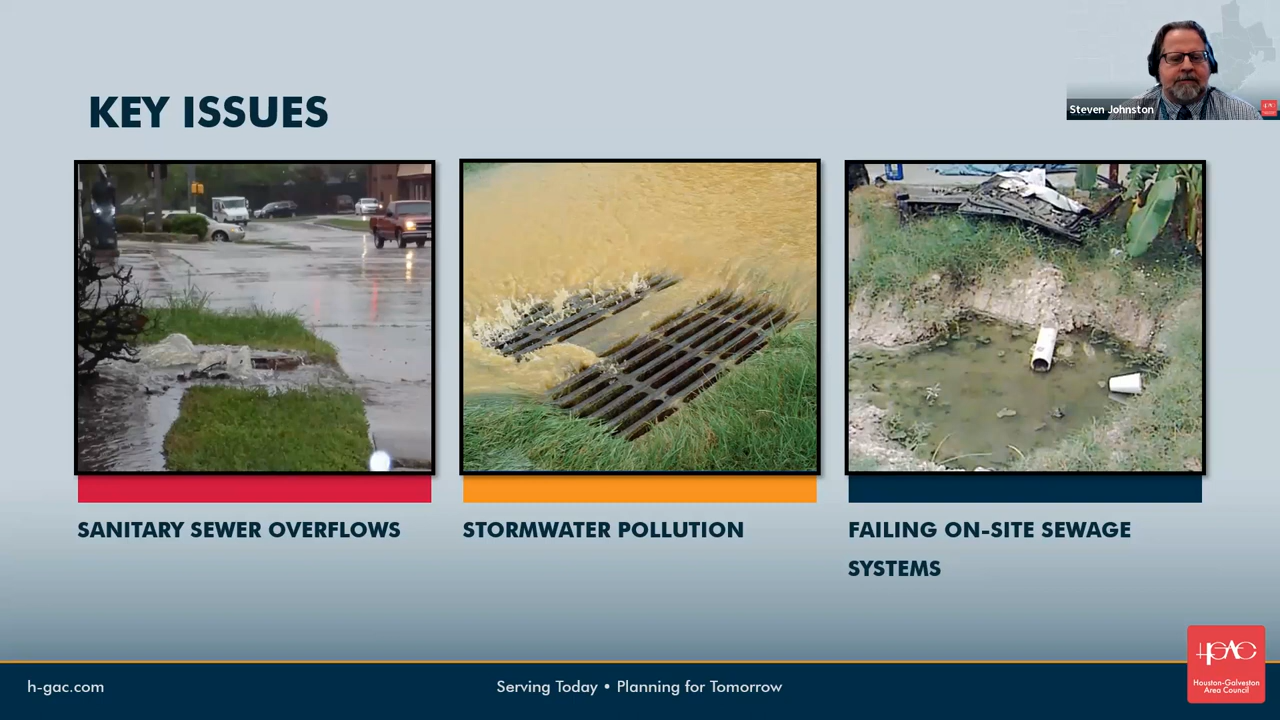 KEY ISSUES
Steven Johnston
SANITARY SEWER OVERFLOWS
STORMWATER POLLUTION
FAILING ON-SITE SEWAGE
SYSTEMS
h-gac.com
Serving Today • Planning for Tomorrow
HGAC
Houston-Galveston
Area Council